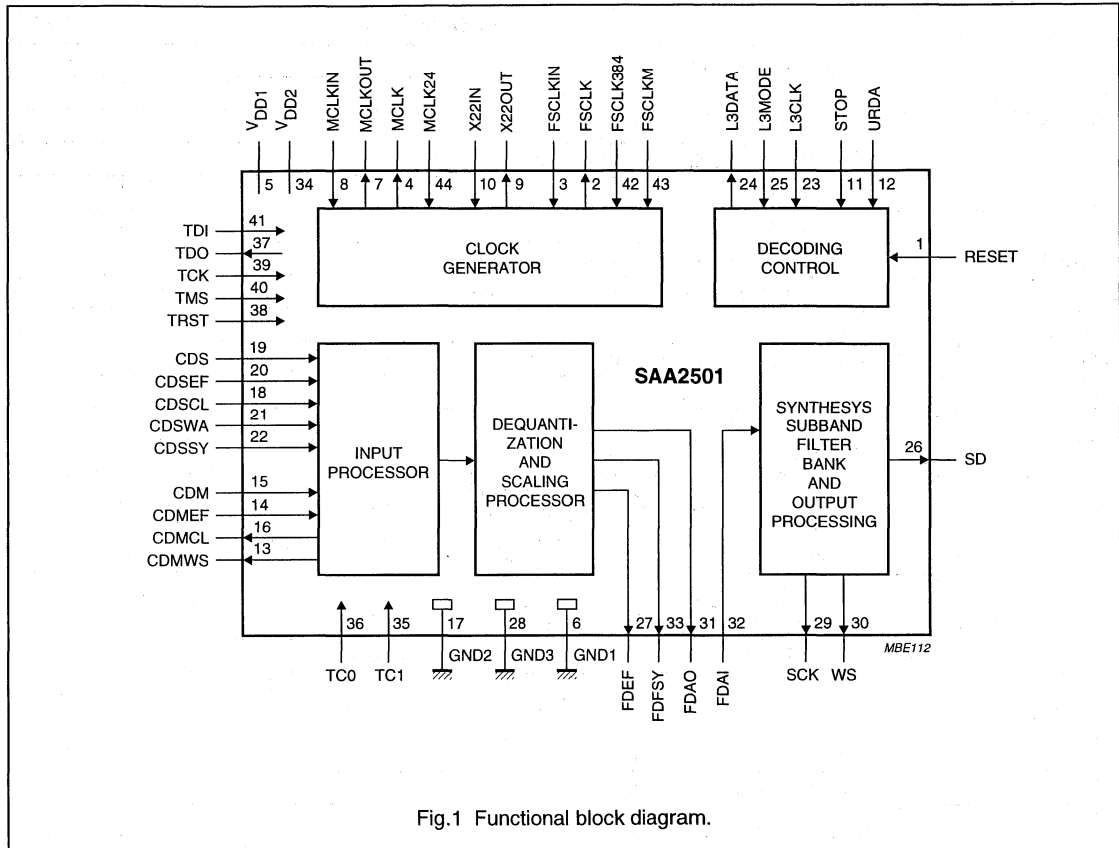 VDD1
VDD2
MCLKIN
MCLKOUT
MCLK
MCLK24
X22IN
X22OUT
FSCLKIN
FSCLK
FSCLK384
FSCLKM
L3DATA
L3MODE
L3CLK
STOP
URDA
5 34 8 7 4 44 10 9 3 2 42 43 24 25 23 11 12
TDI 41
TDO 37
TCK 39
TMS 40
TRST 38
CLOCK
GENERATOR
DECODING
CONTROL
1 RESET
CDS 19
CDSEF 20
CDSCL 18
CDSWA 21
CDSSY 22
CDM 15
CDMEF 14
CDMCL 16
CDMWS 13
INPUT
PROCESSOR
DEQUANTI-
ZATION
AND
SCALING
PROCESSOR
SAA2501
SYNTHESYS
SUBBAND
FILTER
BANK
AND
OUTPUT
PROCESSING
26 SD
36 35 17 28 6 27 33 31 32 29 30
MBE112
TC0 TC1 GND2 GND3 GND1
FDEF
FDFSY
FDAO
FDAI
SCK WS
Fig.1 Functional block diagram.